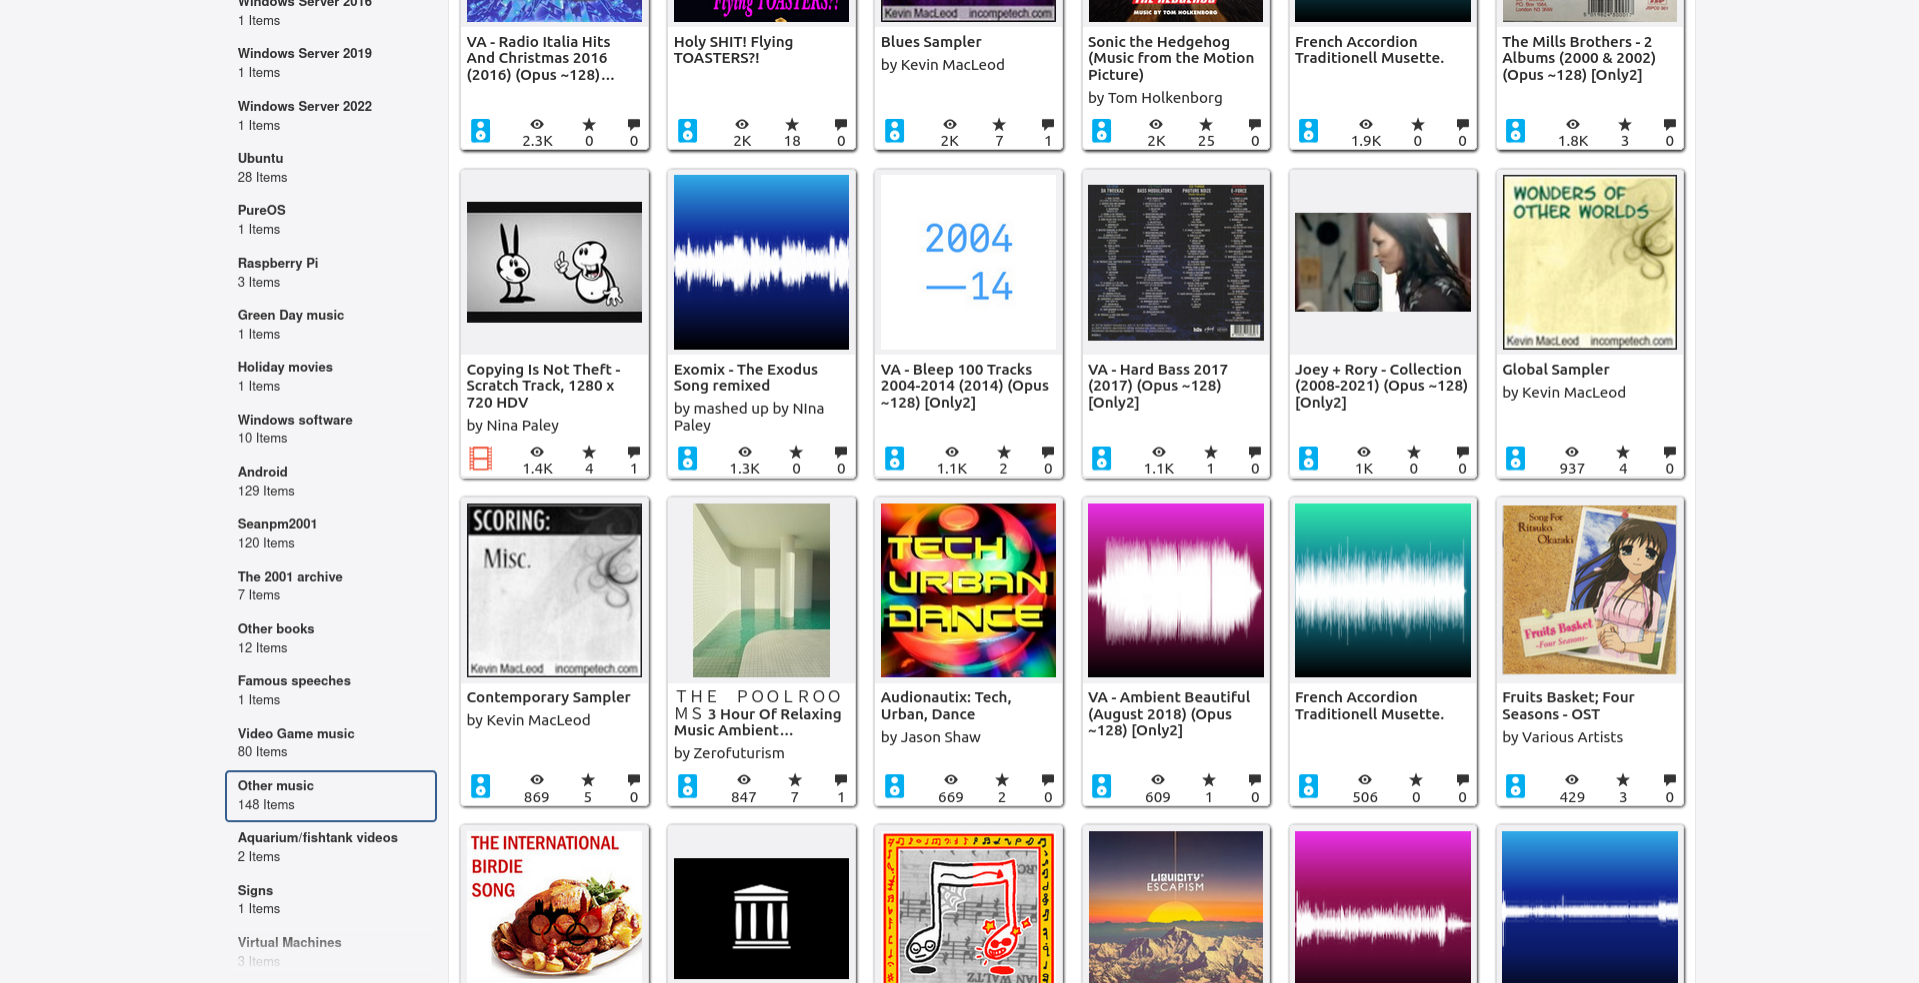 Windows Server 2016
1 Items
Windows Server 2019
1 Items
Windows Server 2022
1 Items
Ubuntu
28 Items
PureOS
1 Items
Raspberry Pi
3 Items
Green Day music
1 Items
Holiday movies
1 Items
Windows software
10 Items
Android
129 Items
Seanpm2001
120 Items
The 2001 archive
7 Items
Other books
12 Items
Famous speeches
1 Items
Video Game music
80 Items
Other music
148 Items
Aquarium/fishtank videos
2 Items
Signs
1 Items
Virtual Machines
3 Items
VA - Radio Italia Hits
And Christmas 2016
(2016) (Opus ~128)...
2.3K 0 0
Flying TOASTERS?!
Holy SHIT! Flying
TOASTERS?!
2K 18 0
Kevin MacLeod incompetech.com
Blues Sampler
by Kevin MacLeod
2K 7 1
MUSIC BY TOM HOLKENBORG
Sonic the Hedgehog
(Music from the Motion
Picture)
by Tom Holkenborg
2K 25 0
French Accordion
Traditionell Musette.
1.9K 0 0
The Mills Brothers - 2
Albums (2000 & 2002)
(Opus ~128) [Only2]
1.8K 3 0
Copying Is Not Theft -
Scratch Track, 1280 x
720 HDV
by Nina Paley
1.4K 4 1
Exomix - The Exodus
Song remixed
by mashed up by NIna
Paley
1.3K 0 0
2004
—14
VA - Bleep 100 Tracks
2004-2014 (2014) (Opus
~128) [Only2]
1.1K 2 0
VA - Hard Bass 2017
(2017) (Opus ~128)
[Only2]
1.1K 1 0
Joey + Rory - Collection
(2008-2021) (Opus ~128)
[Only2]
1K 0 0
WONDERS OF
OTHER WORLDS
Kevin MacLeod incompetech.com
Global Sampler
by Kevin MacLeod
937 4 0
SCORING:
Misc.
Kevin MacLeod incompetech.com
Contemporary Sampler
by Kevin MacLeod
869 5 0
ＴＨＥ ＰＯＯＬＲＯＯ
ＭＳ 3 Hour Of Relaxing
Music Ambient...
by Zerofuturism
847 7 1
TECH
URBAN
DANCE
Audionautix: Tech,
Urban, Dance
by Jason Shaw
669 2 0
VA - Ambient Beautiful
(August 2018) (Opus
~128) [Only2]
609 1 0
French Accordion
Traditionell Musette.
506 0 0
Song For
Ritsuko
Okazaki
Fruits Basket
~Four Seasons~
Fruits Basket; Four
Seasons - OST
by Various Artists
429 3 0
THE INTERNATIONAL
BIRDIE
SONG
LIQUICITY
ESCAPISM